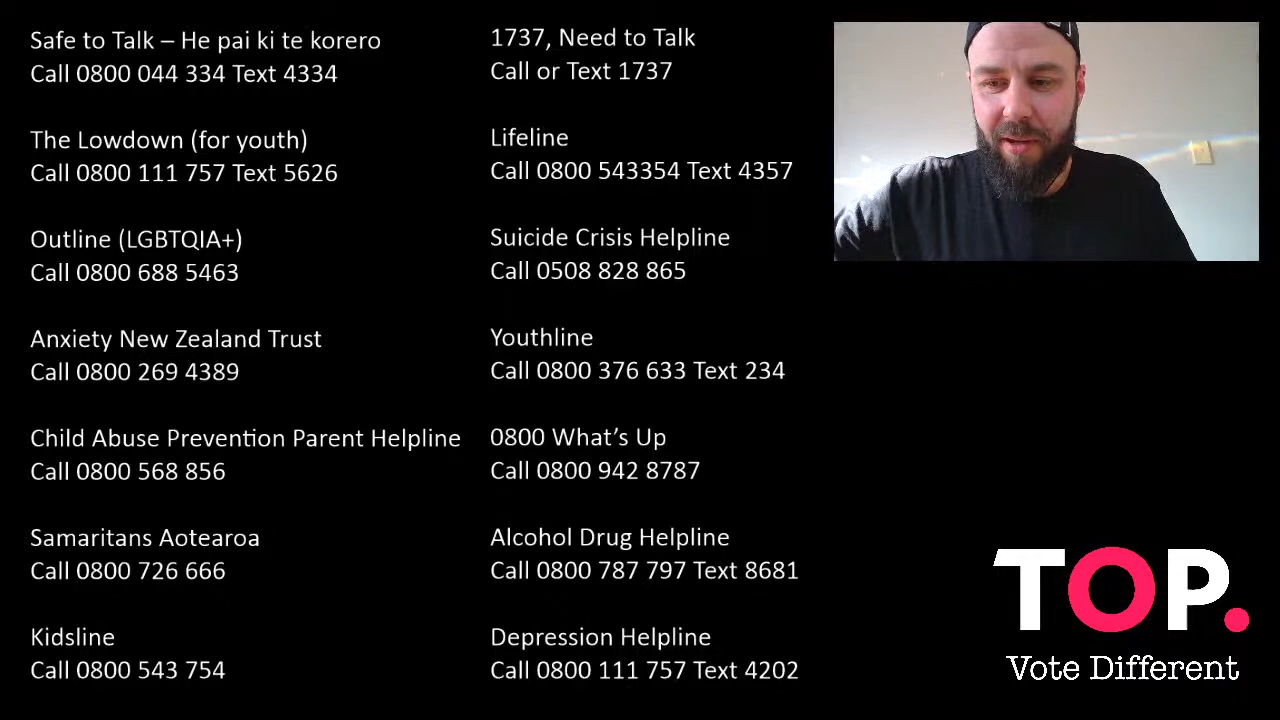 Safe to Talk – He pai ki te korero
Call 0800 044 334 Text 4334
The Lowdown (for youth)
Call 0800 111 757 Text 5626
Outline (LGBTQIA+)
Call 0800 688 5463
Anxiety New Zealand Trust
Call 0800 269 4389
Child Abuse Prevention Parent Helpline
Call 0800 568 856
Samaritans Aotearoa
Call 0800 726 666
Kidsline
Call 0800 543 754
1737, Need to Talk
Call or Text 1737
Lifeline
Call 0800 543354 Text 4357
Suicide Crisis Helpline
Call 0508 828 865
Youthline
Call 0800 376 633 Text 234
0800 What’s Up
Call 0800 942 8787
Alcohol Drug Helpline
Call 0800 787 797 Text 8681
Depression Helpline
Call 0800 111 757 Text 4202
TOP.
Vote Different